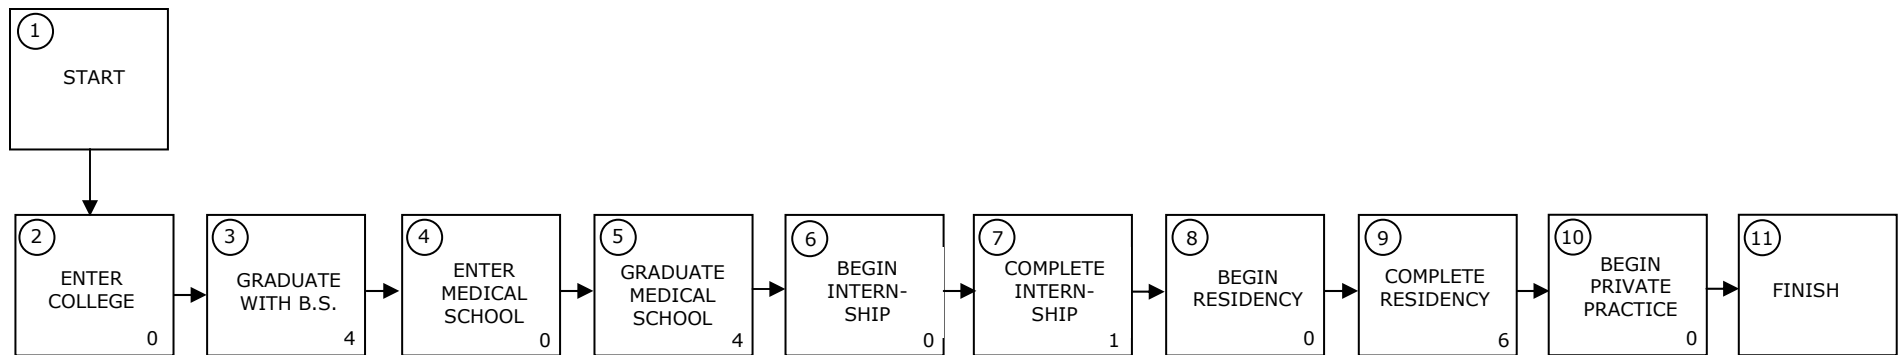 1
START
2
ENTER
COLLEGE
0
3
GRADUATE
WITH B.S.
4
4
ENTER
MEDICAL
SCHOOL
0
5
GRADUATE
MEDICAL
SCHOOL
4
6
BEGIN
INTERN-
SHIP
0
7
COMPLETE
INTERN-
SHIP
1
8
BEGIN
RESIDENCY
0
9
COMPLETE
RESIDENCY
6
10
BEGIN
PRIVATE
PRACTICE
0
11
FINISH